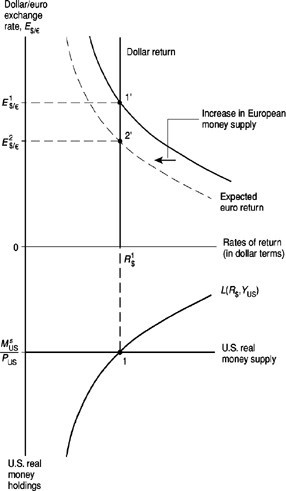 Dollar/euro
exchange
rate, E$/€
Dollar return
1'
E¹$/€
Increase in European
money supply
E²$/€
2'
Expected
euro return
0
Rates of return
(in dollar terms)
R¹$
L(R$, YUS)
MˢUS
PUS
U.S. real
money supply
1
U.S. real
money
holdings